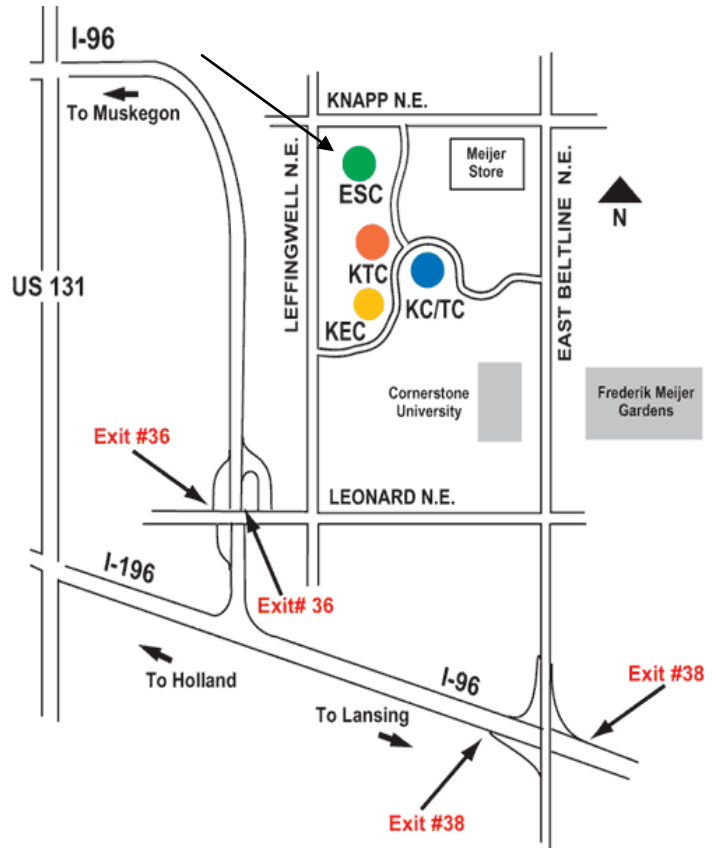 I-96
To Muskegon
KNAPP N.E.
LEFFINGWELL N.E.
Meijer
Store
EAST BELTLINE N.E.
N
ESC
KTC
KC/TC
KEC
US 131
Cornerstone
University
Frederik Meijer
Gardens
Exit #36
LEONARD N.E.
I-196
Exit# 36
To Holland
I-96
Exit #38
To Lansing
Exit #38